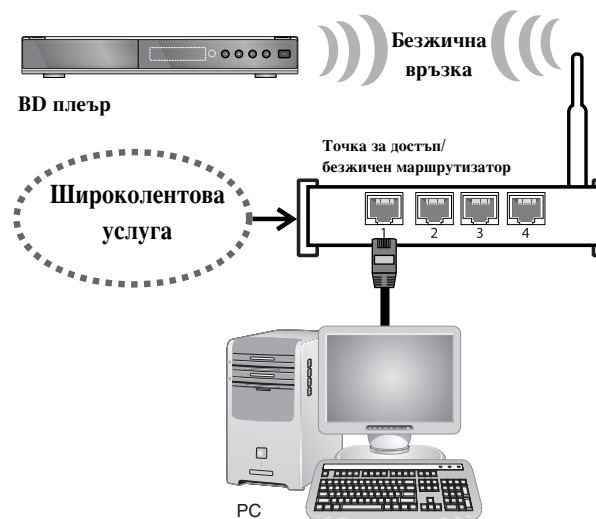 Безжична
връзка
BD плеър
Точка за достъп/
безжичен маршрутизатор
Широколентова
услуга
1 2 3 4
PC